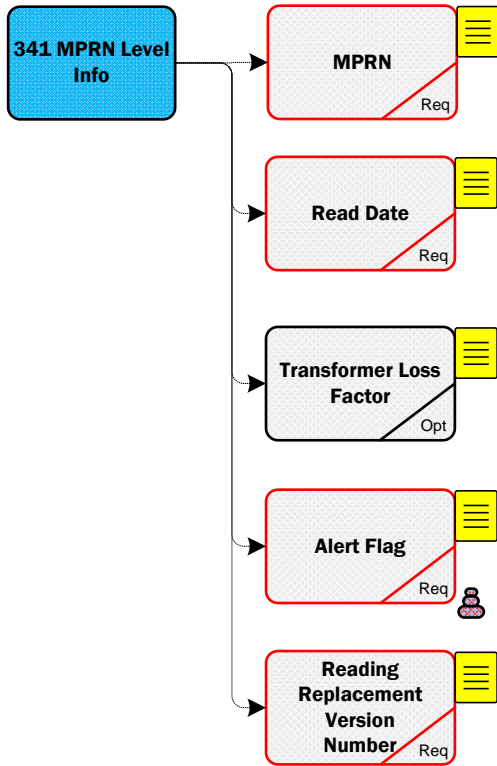 341 MPRN Level
Info
MPRN
Req
Read Date
Req
Transformer Loss
Factor
Opt
Alert Flag
Req
Reading
Replacement
Version
Number
Req